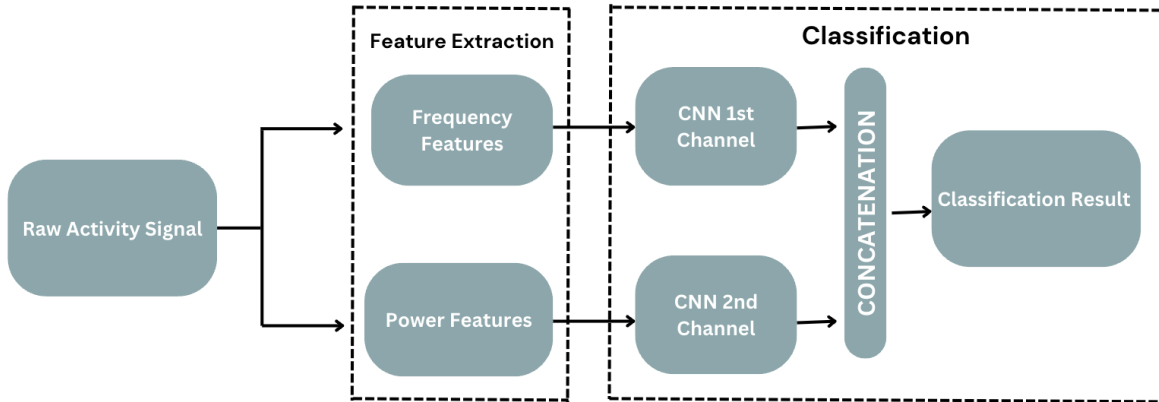 Feature Extraction
Classification
Raw Activity Signal
Frequency
Features
Power Features
CNN 1st
Channel
CNN 2nd
Channel
CONCATENATION
Classification Result